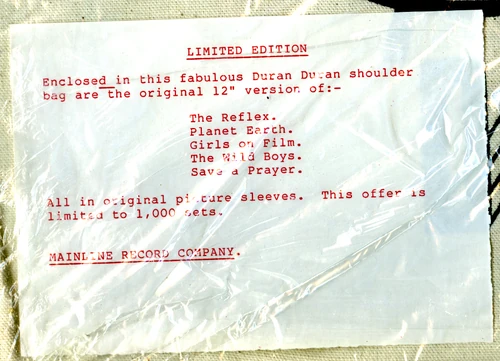 LIMITED EDITION
Enclosed in this fabulous Duran Duran shoulder
bag are the original 12" version of:-
The Reflex.
Planet Earch.
Girls on Film.
The Wild Boys.
Save a Prayer.
All in original picture sleeves. This offer is
limited to 1,000 sets.
MAINLINE RECORD COMPANY.